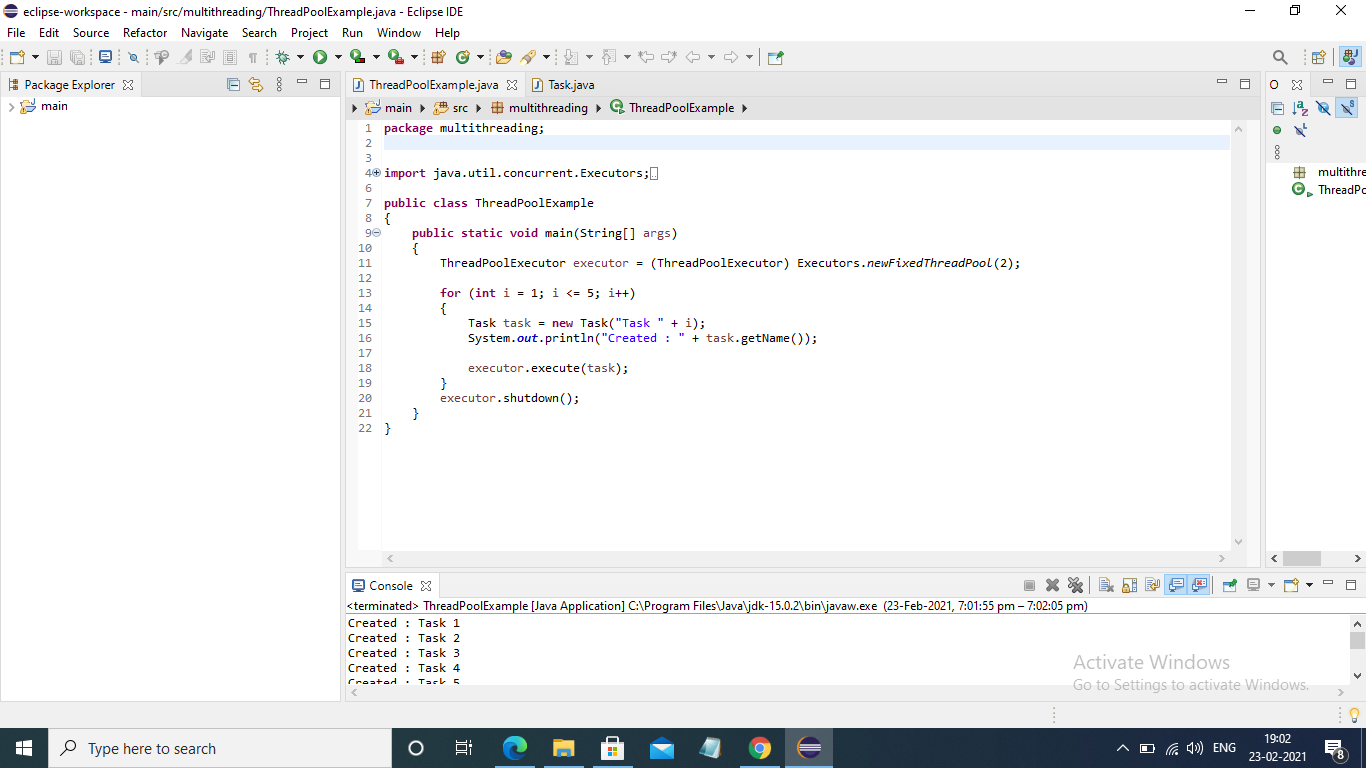 eclipse-workspace - main/src/multithreading/ThreadPoolExample.java - Eclipse IDE
File Edit Source Refactor Navigate Search Project Run Window Help
Package Explorer
main
ThreadPoolExample.java Task.java
main src multithreading ThreadPoolExample
1 package multithreading;
2
3
4 import java.util.concurrent.Executors;
6
7 public class ThreadPoolExample
8 {
9 public static void main(String[] args)
10 {
11 ThreadPoolExecutor executor = (ThreadPoolExecutor) Executors.newFixedThreadPool(2);
12
13 for (int i = 1; i <= 5; i++)
14 {
15 Task task = new Task("Task " + i);
16 System.out.println("Created : " + task.getName());
17
18 executor.execute(task);
19 }
20 executor.shutdown();
21 }
22 }
O
multithre
ThreadPo
Console
<terminated> ThreadPoolExample [Java Application] C:\Program Files\Java\jdk-15.0.2\bin\javaw.exe (23-Feb-2021, 7:01:55 pm – 7:02:05 pm)
Created : Task 1
Created : Task 2
Created : Task 3
Created : Task 4
Created : Task 5
Activate Windows
Go to Settings to activate Windows.
Type here to search
ENG
19:02
23-02-2021
8